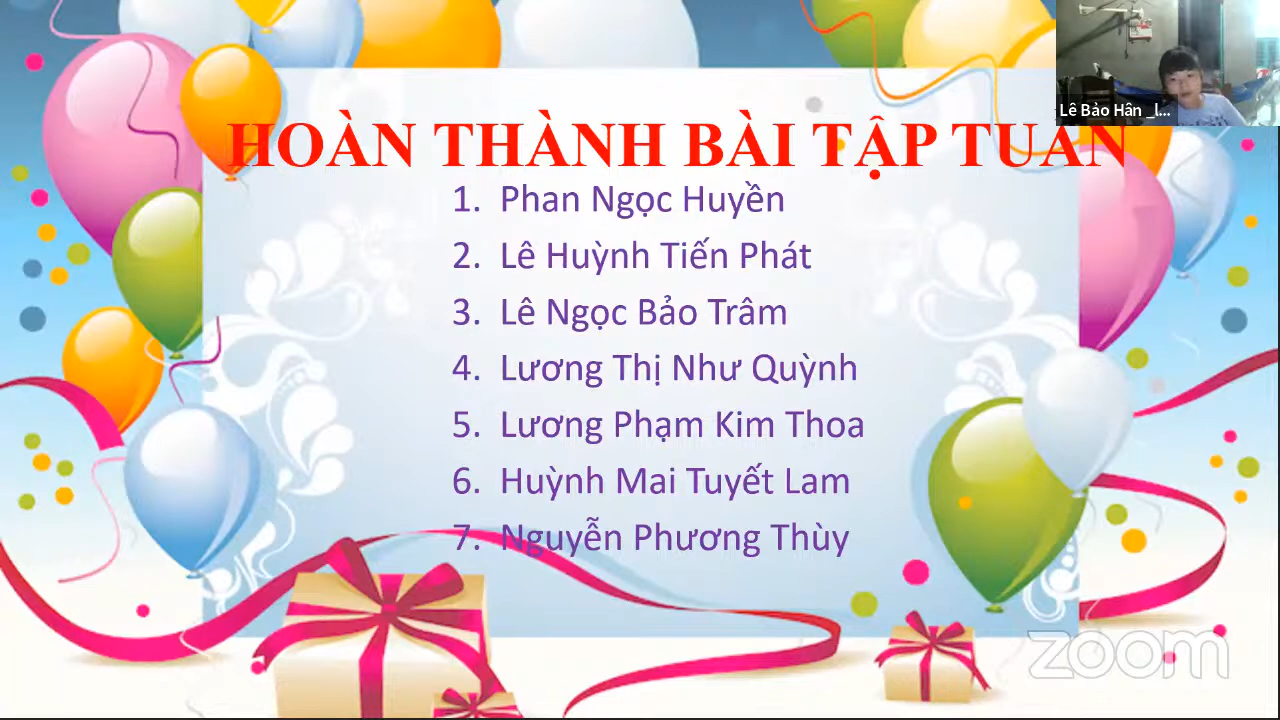 Lê Bảo Hân _l...
HOÀN THÀNH BÀI TẬP TUẦN
1. Phan Ngọc Huyền
2. Lê Huỳnh Tiến Phát
3. Lê Ngọc Bảo Trâm
4. Lương Thị Như Quỳnh
5. Lương Phạm Kim Thoa
6. Huỳnh Mai Tuyết Lam
7. Nguyễn Phương Thùy
zoom